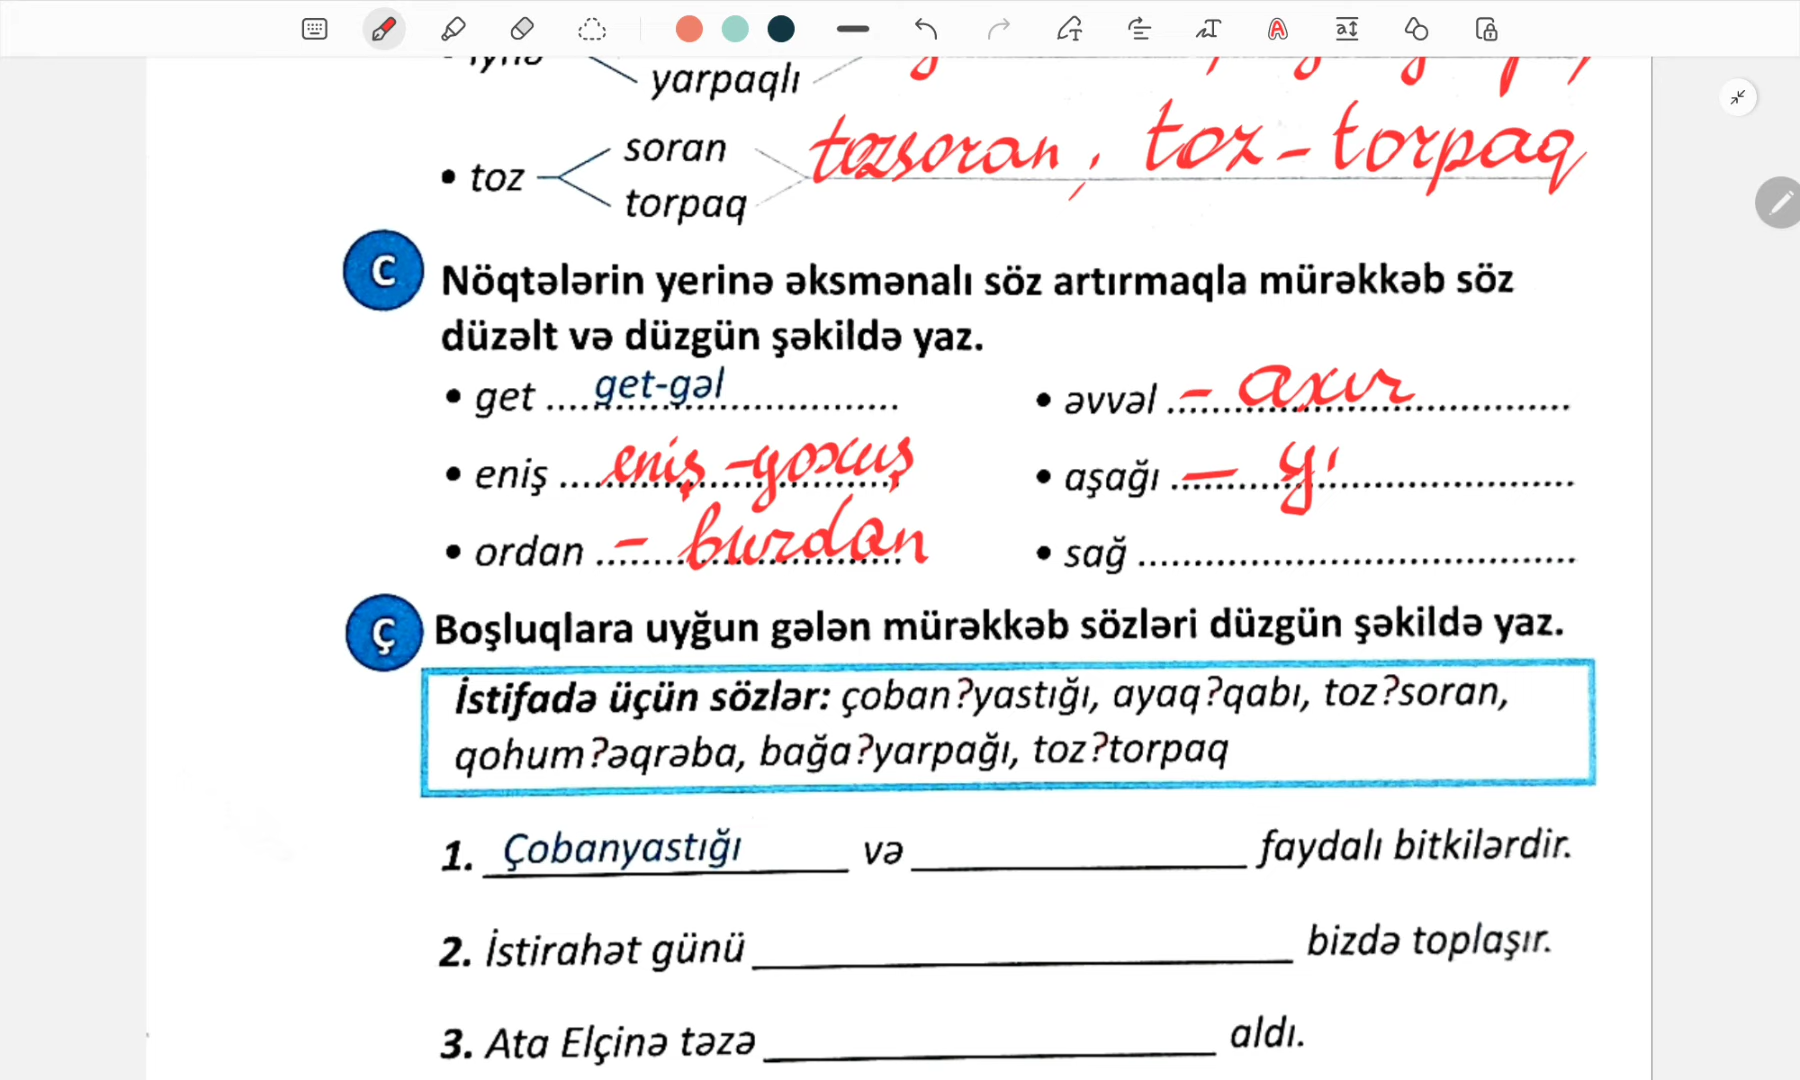 yarpaqlı
soran
tozsoran, toz-torpaq
• toz
torpaq
C Nöqtələrin yerinə əksmənalı söz artırmaqla mürəkkəb söz
düzəlt və düzgün şəkildə yaz.
• get ....get-gəl.... • əvvəl ....- axır....
• eniş ....eniş-yoxuş.... • aşağı ....- y
• ordan ....- burdan • sağ ....
Ç Boşluqlara uyğun gələn mürəkkəb sözləri düzgün şəkildə yaz.
İstifadə üçün sözlər: çoban?yastığı, ayaq?qabı, toz?soran,
qohum?əqrəba, bağa?yarpağı, toz?torpaq
1. Çobanyastığı və ____ faydalı bitkilərdir.
2. İstirahət günü ____ bizdə toplaşır.
3. Ata Elçinə təzə ____ aldı.